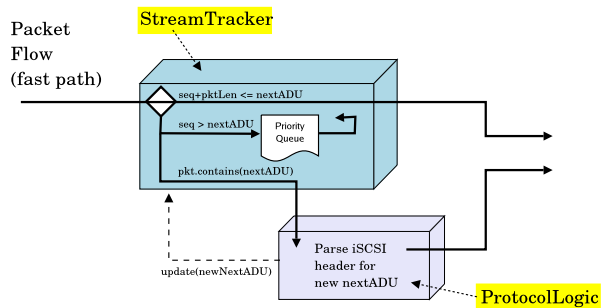 StreamTracker
Packet
Flow
(fast path)
seq+pktLen <= nextADU
seq > nextADU
Priority
Queue
pkt.contains(nextADU)
Parse iSCSI
header for
new nextADU
update(newNextADU)
ProtocolLogic